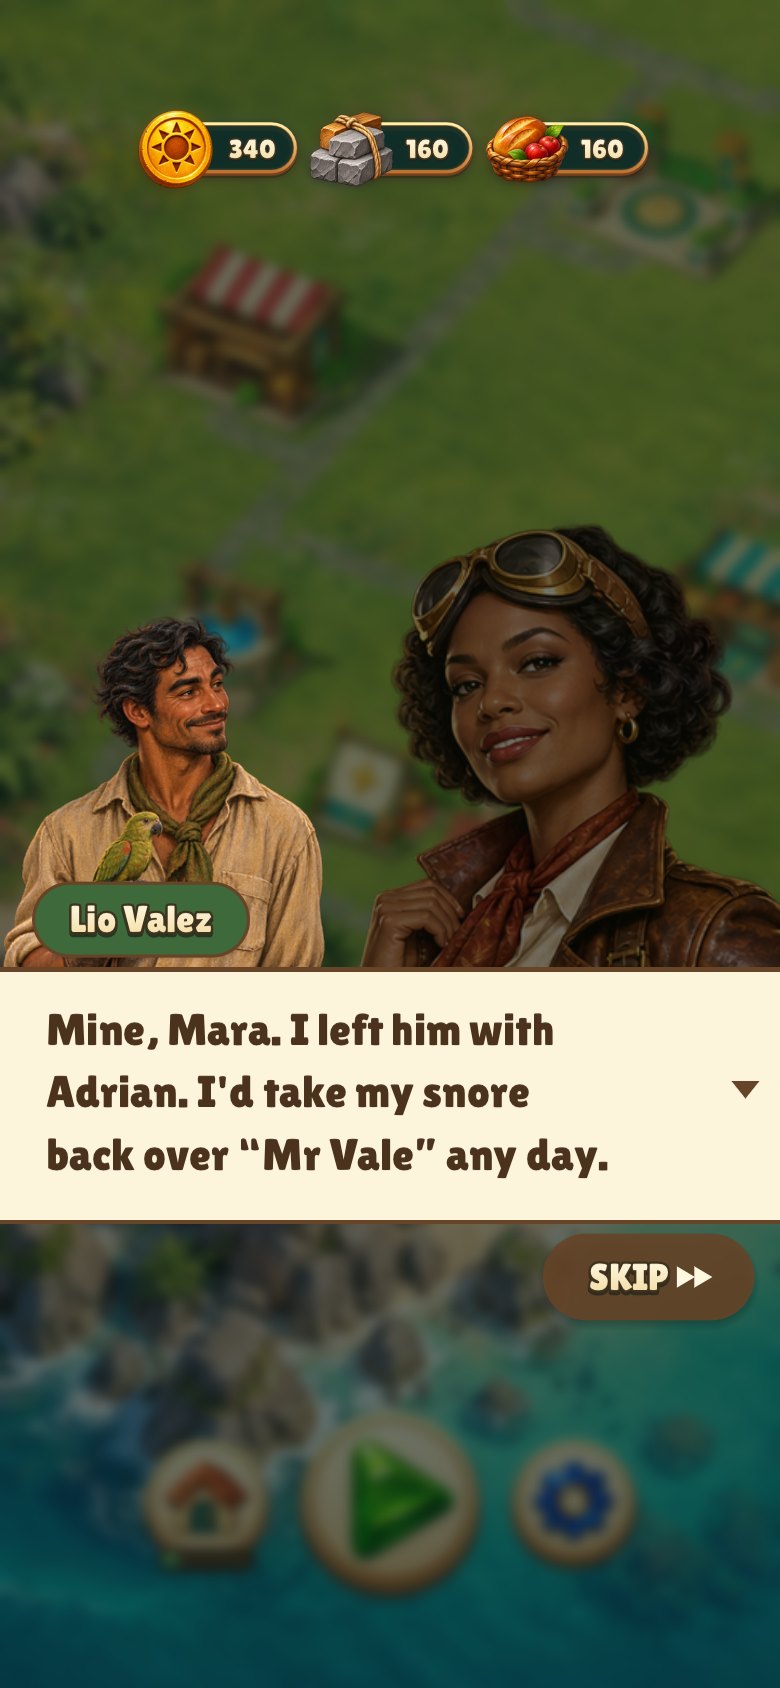 340
160
160
Lio Valez
Mine, Mara. I left him with
Adrian. I'd take my snore
back over “Mr Vale” any day.
SKIP